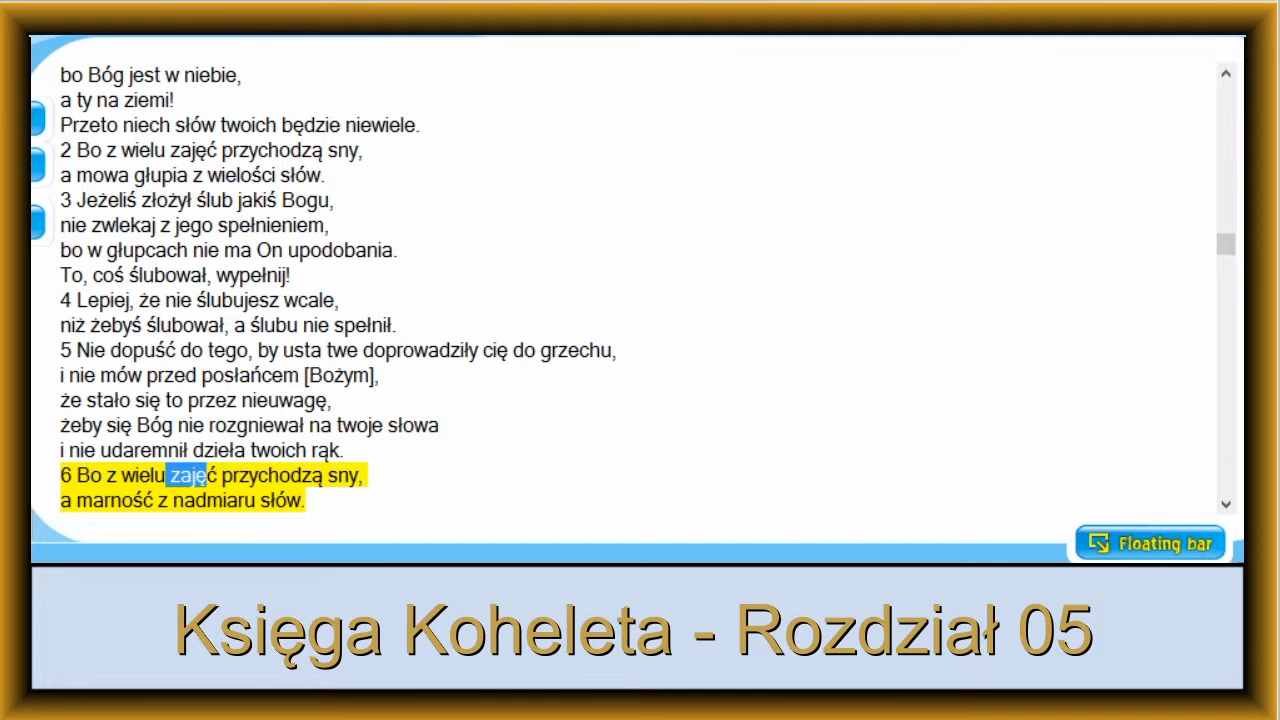 bo Bóg jest w niebie,
a ty na ziemi!
Przeto niech słów twoich będzie niewiele.
2 Bo z wielu zajęć przychodzą sny,
a mowa głupia z wielości słów.
3 Jeżeliś złożył ślub jakiś Bogu,
nie zwlekaj z jego spełnieniem,
bo w głupcach nie ma On upodobania.
To, coś ślubował, wypełnij!
4 Lepiej, że nie ślubujesz wcale,
niż żebyś ślubował, a ślubu nie spełnił.
5 Nie dopuść do tego, by usta twe doprowadziły cię do grzechu,
i nie mów przed posłańcem [Bożym],
że stało się to przez nieuwagę,
żeby się Bóg nie rozgniewał na twoje słowa
i nie udaremnił dzieła twoich rąk.
6 Bo z wielu zajęć przychodzą sny,
a marność z nadmiaru słów.
Floating bar
Księga Koheleta - Rozdział 05